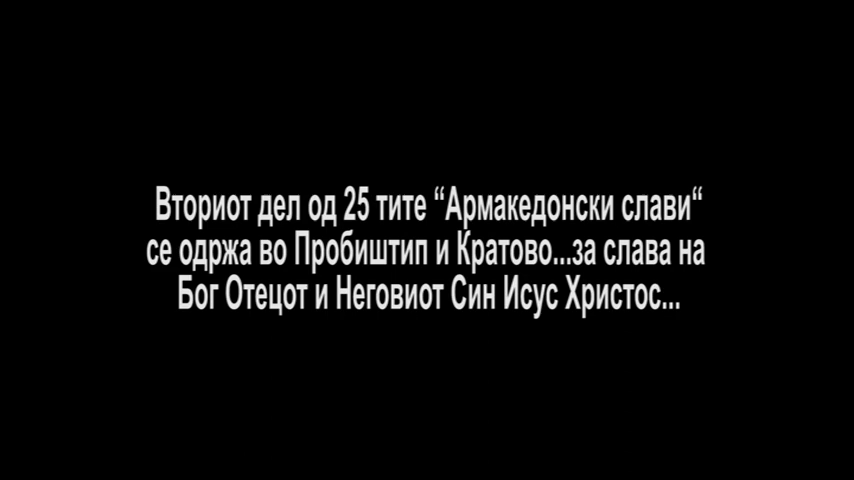 Вториот дел од 25 тите “Армакедонски слави“
се одржа во Пробиштип и Кратово...за слава на
Бог Отецот и Неговиот Син Исус Христос...